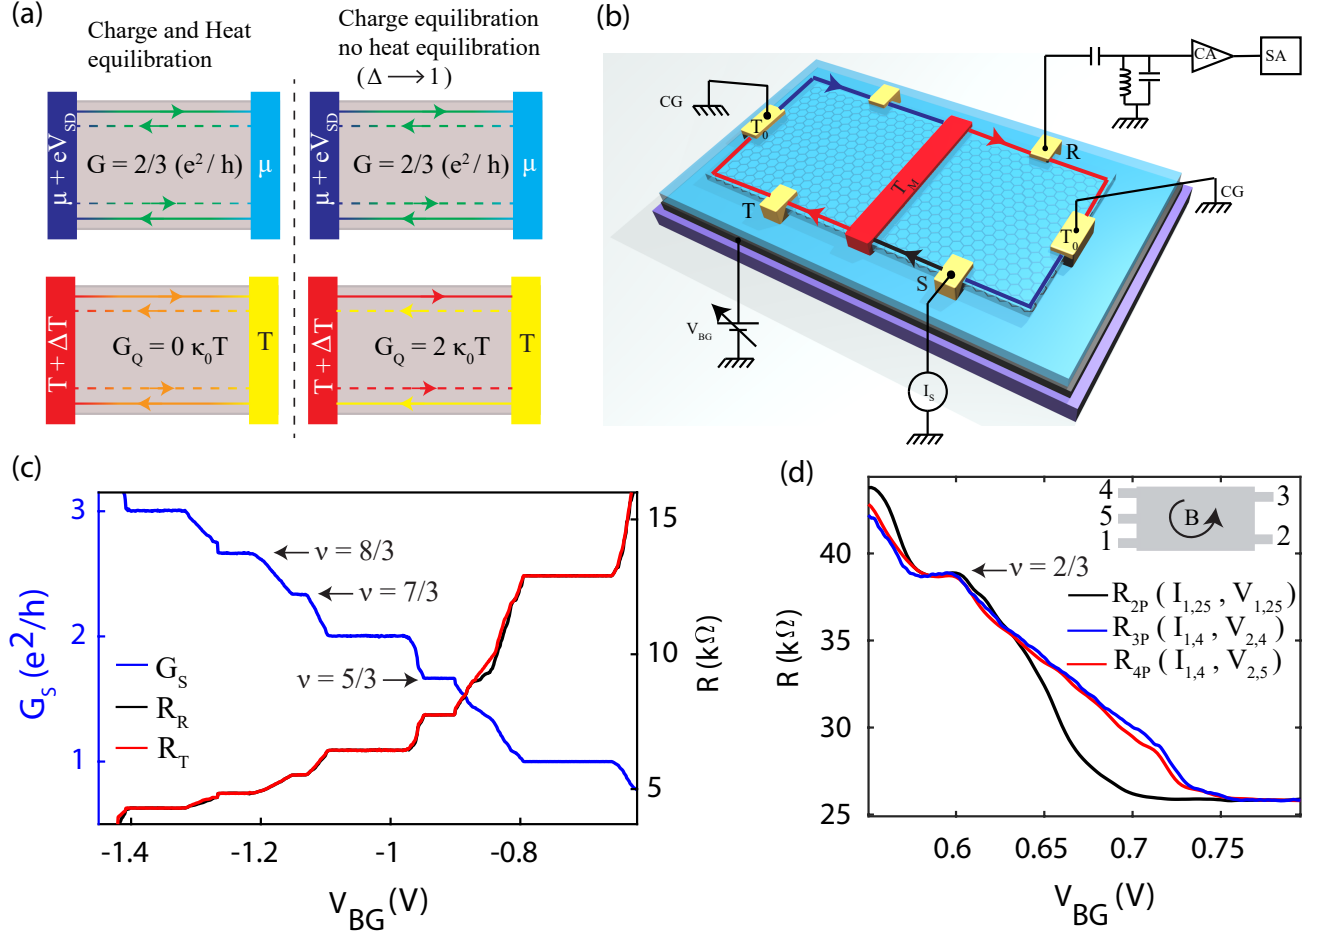 (a)
Charge and Heat
equilibration
Charge equilibration
no heat equilibration
(Δ ⟶ 1)
μ + eV_SD
G = 2/3 (e²/ h)
μ
μ + eV_SD
G = 2/3 (e²/ h)
μ
T + ΔT
G_Q = 0 κ₀T
T
T + ΔT
G_Q = 2 κ₀T
T
(b)
CG
T₀
T_M
R
CA
SA
CG
T
T₀
S
V_BG
I_S
(c)
3
2
1
G_S (e²/h)
ν = 8/3
ν = 7/3
ν = 5/3
G_S
R_R
R_T
15
10
5
R (kΩ)
-1.4
-1.2
-1
-0.8
V_BG (V)
(d)
40
35
30
25
R (kΩ)
4
5
1
B
3
2
ν = 2/3
R_2P ( I_1,25 , V_1,25 )
R_3P ( I_1,4 , V_2,4 )
R_4P ( I_1,4 , V_2,5 )
0.6
0.65
0.7
0.75
V_BG (V)